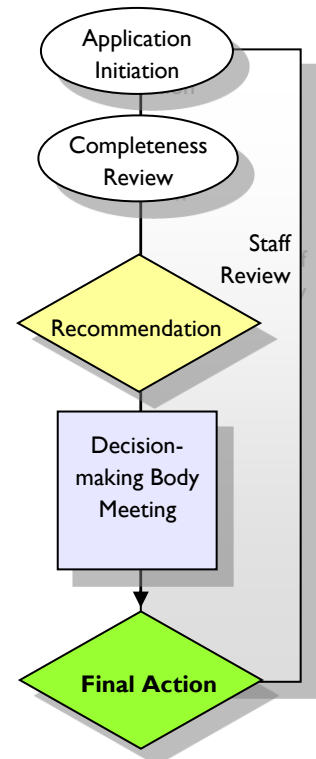 Application
Initiation
Completeness
Review
Staff
Review
Recommendation
Decision-
making Body
Meeting
Final Action